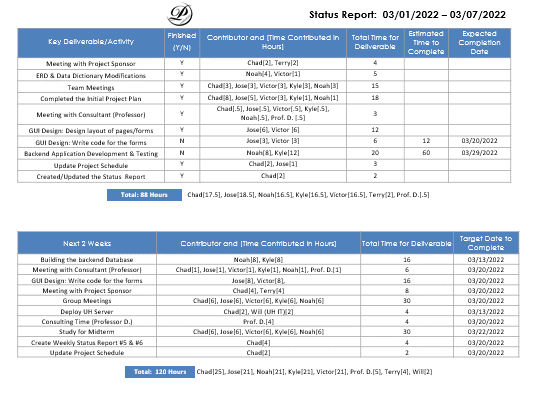 Status Report: 03/01/2022 – 03/07/2022
Key Deliverable/Activity Finished (Y/N) Contributor and (Time Contributed in Hours) Total Time for Deliverable Estimated Time to Complete Expected Completion Date
Meeting with Project Sponsor Y Chad[2], Terry[2] 4
ERD & Data Dictionary Modifications Y Noah[4], Victor[1] 5
Team Meetings Y Chad[3], Jose[3], Victor[3], Kyle[3], Noah[3] 15
Completed the Initial Project Plan Y Chad[8], Jose[5], Victor[3], Kyle[1], Noah[1] 18
Meeting with Consultant (Professor) Y Chad[.5], Jose[.5], Victor[.5], Kyle[.5],
Noah[.5], Prof. D. [.5] 3
GUI Design: Design layout of pages/forms Y Jose[6], Victor [6] 12
GUI Design: Write code for the forms N Jose[3], Victor [3] 6 12 03/20/2022
Backend Application Development & Testing N Noah[8], Kyle[12] 20 60 03/29/2022
Update Project Schedule Y Chad[2], Jose[1] 3
Created/Updated the Status Report Y Chad[2] 2
Total: 88 Hours Chad[17.5], Jose[18.5], Noah[16.5], Kyle[16.5], Victor[16.5], Terry[2], Prof. D.[.5]
Next 2 Weeks Contributor and (Time Contributed in Hours) Total Time for Deliverable Target Date to Complete
Building the backend Database Noah[8], Kyle[8] 16 03/13/2022
Meeting with Consultant (Professor) Chad[1], Jose[1], Victor[1], Kyle[1], Noah[1], Prof. D.[1] 6 03/20/2022
GUI Design: Write code for the forms Jose[8], Victor[8], 16 03/20/2022
Meeting with Project Sponsor Chad[4], Terry[4] 8 03/20/2022
Group Meetings Chad[6], Jose[6], Victor[6], Kyle[6], Noah[6] 30 03/20/2022
Deploy UH Server Chad[2], Will (UH IT)[2] 4 03/13/2022
Consulting Time (Professor D.) Prof. D.[4] 4 03/20/2022
Study for Midterm Chad[6], Jose[6], Victor[6], Kyle[6], Noah[6] 30 03/22/2022
Create Weekly Status Report #5 & #6 Chad[4] 4 03/20/2022
Update Project Schedule Chad[2] 2 03/20/2022
Total: 120 Hours Chad[25], Jose[21], Noah[21], Kyle[21], Victor[21], Prof. D.[5], Terry[4], Will[2]